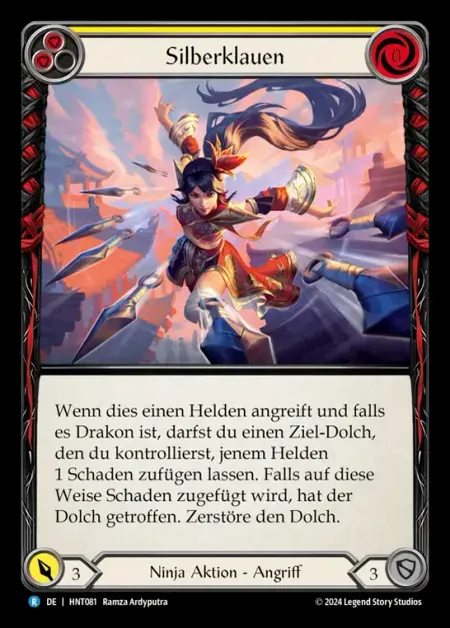 Silberklauen
0
Wenn dies einen Helden angreift und falls
es Drakon ist, darfst du einen Ziel-Dolch,
den du kontrollierst, jenem Helden
1 Schaden zufügen lassen. Falls auf diese
Weise Schaden zugefügt wird, hat der
Dolch getroffen. Zerstöre den Dolch.
3 Ninja Aktion - Angriff 3
R DE | HNT081 Ramza Ardyputra © 2024 Legend Story Studios